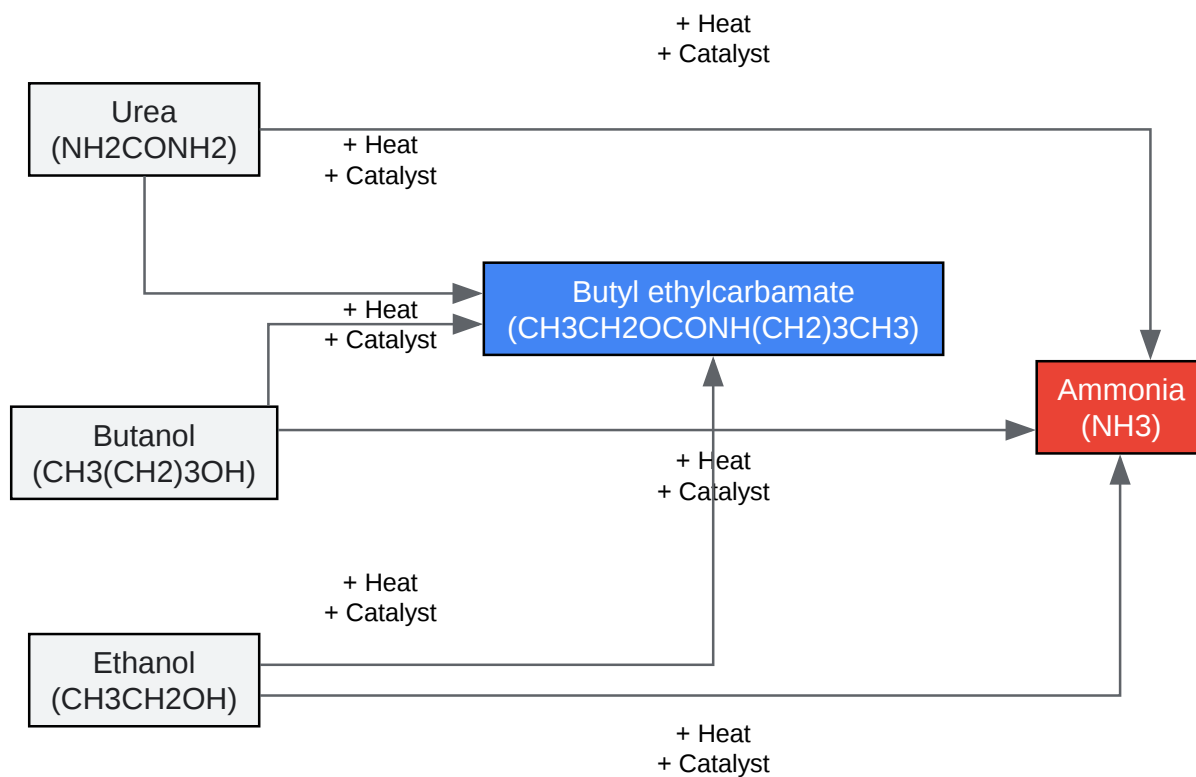 + Heat
+ Catalyst
Urea
(NH2CONH2)
+ Heat
+ Catalyst
Butyl ethylcarbamate
(CH3CH2OCONH(CH2)3CH3)
+ Heat
+ Catalyst
Ammonia
(NH3)
Butanol
(CH3(CH2)3OH)
+ Heat
+ Catalyst
+ Heat
+ Catalyst
Ethanol
(CH3CH2OH)
+ Heat
+ Catalyst